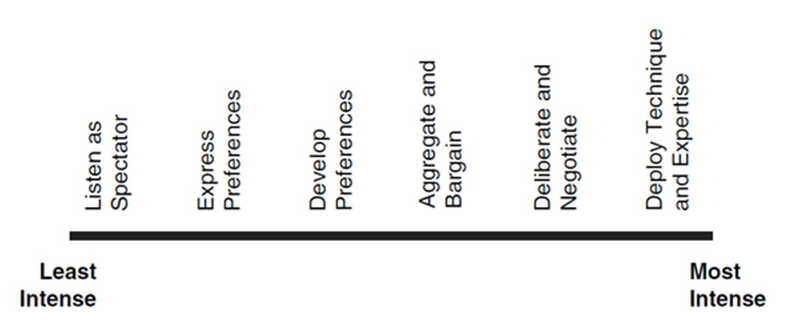 Listen as
Spectator
Express
Preferences
Develop
Preferences
Aggregate and
Bargain
Deliberate and
Negotiate
Deploy Technique
and Expertise
Least
Intense
Most
Intense